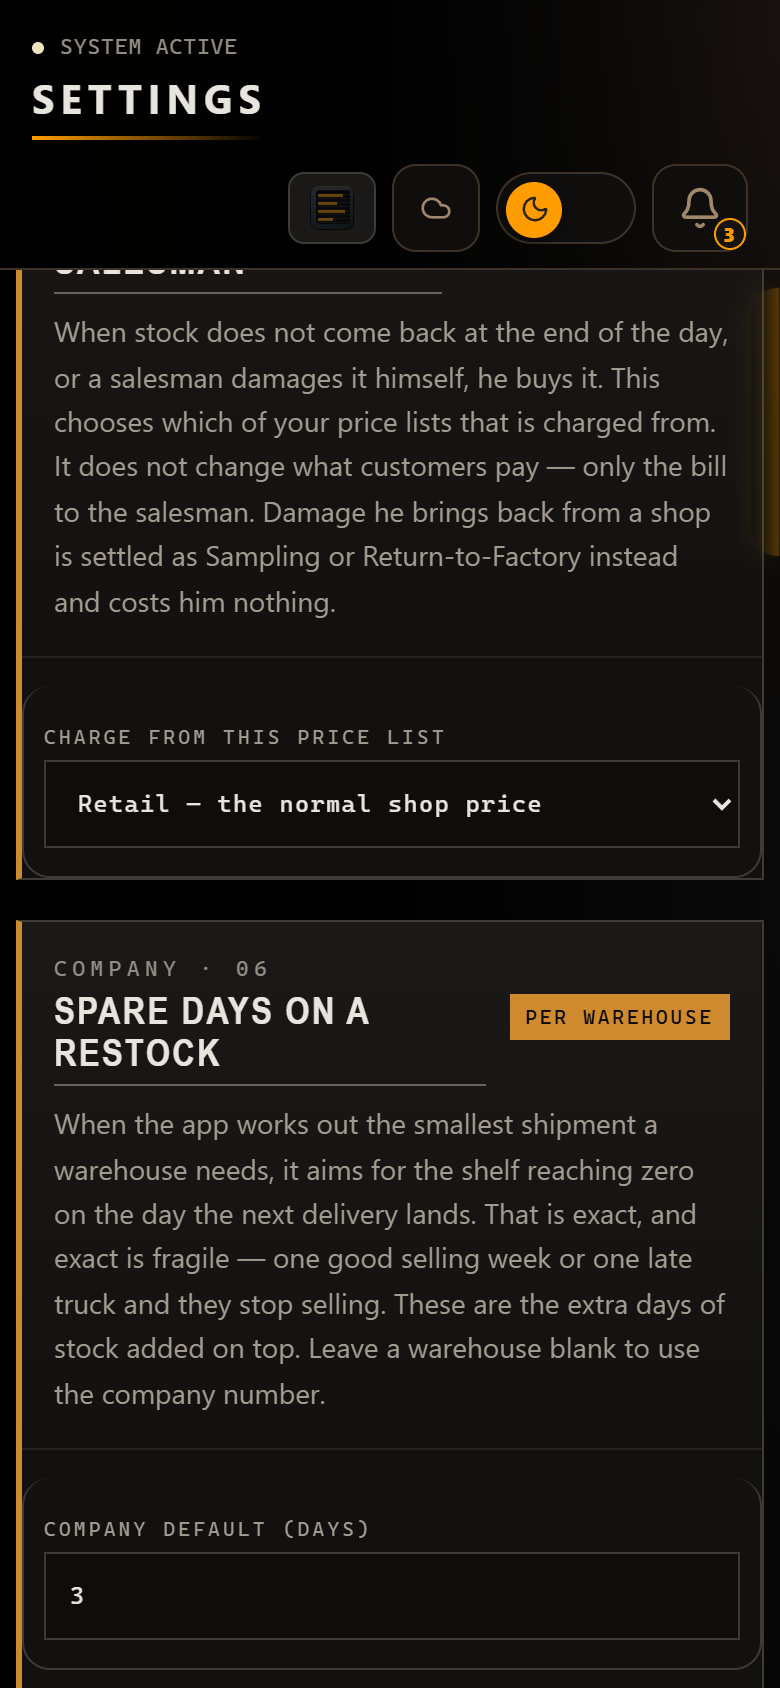 SYSTEM ACTIVE
SETTINGS
3
SALESMAN
When stock does not come back at the end of the day,
or a salesman damages it himself, he buys it. This
chooses which of your price lists that is charged from.
It does not change what customers pay — only the bill
to the salesman. Damage he brings back from a shop
is settled as Sampling or Return-to-Factory instead
and costs him nothing.
CHARGE FROM THIS PRICE LIST
Retail — the normal shop price
COMPANY · 06
SPARE DAYS ON A
RESTOCK
PER WAREHOUSE
When the app works out the smallest shipment a
warehouse needs, it aims for the shelf reaching zero
on the day the next delivery lands. That is exact, and
exact is fragile — one good selling week or one late
truck and they stop selling. These are the extra days of
stock added on top. Leave a warehouse blank to use
the company number.
COMPANY DEFAULT (DAYS)
3